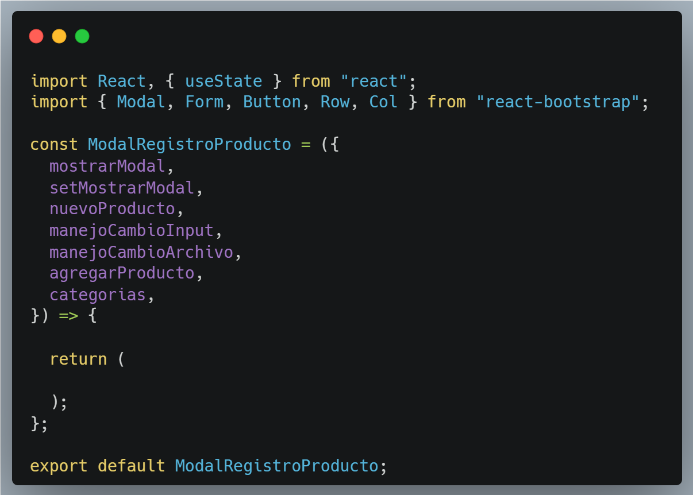 import React, { useState } from "react";
import { Modal, Form, Button, Row, Col } from "react-bootstrap";
const ModalRegistroProducto = ({
mostrarModal,
setMostrarModal,
nuevoProducto,
manejoCambioInput,
manejoCambioArchivo,
agregarProducto,
categorias,
}) => {
return (
);
};
export default ModalRegistroProducto;